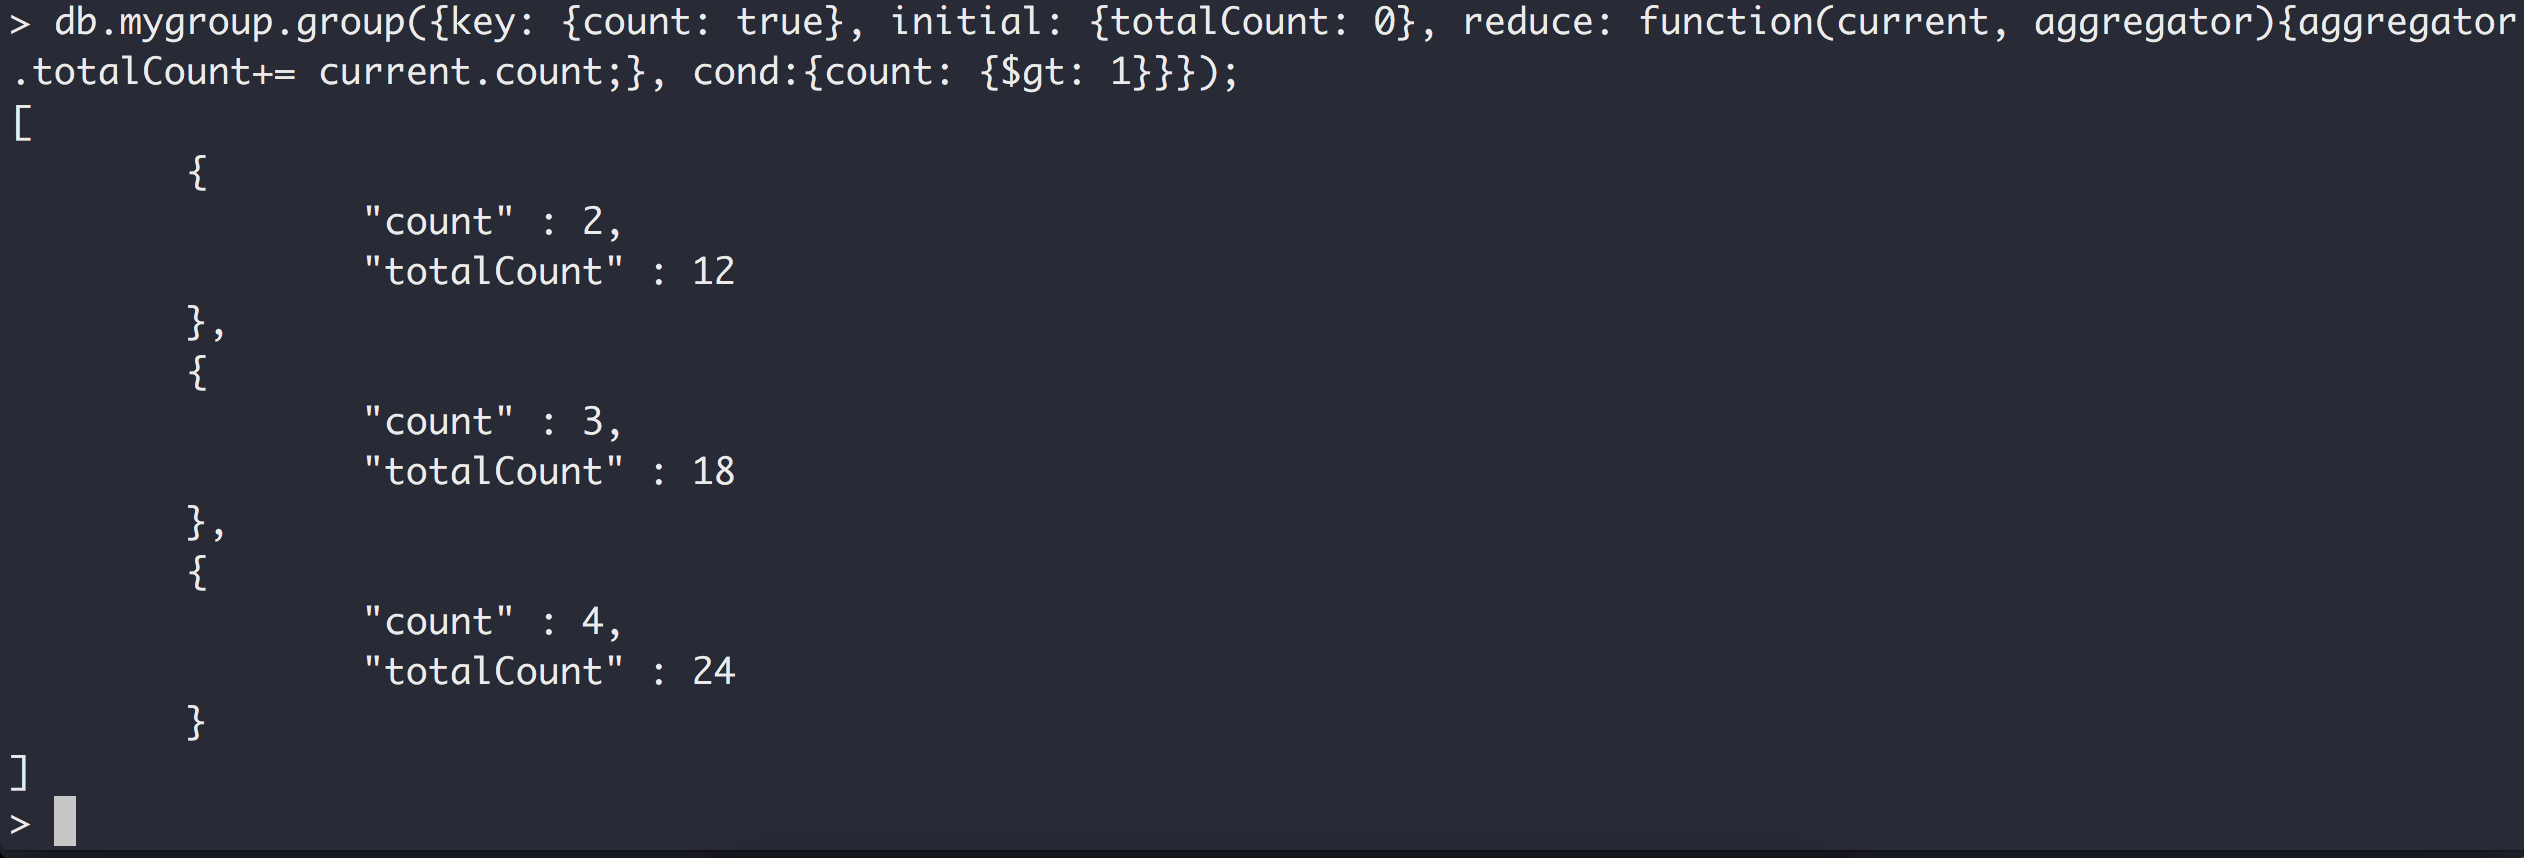 > db.mygroup.group({key: {count: true}, initial: {totalCount: 0}, reduce: function(current, aggregator){aggregator
.totalCount+= current.count;}, cond:{count: {$gt: 1}}});
[
        {
                "count" : 2,
                "totalCount" : 12
        },
        {
                "count" : 3,
                "totalCount" : 18
        },
        {
                "count" : 4,
                "totalCount" : 24
        }
]
>